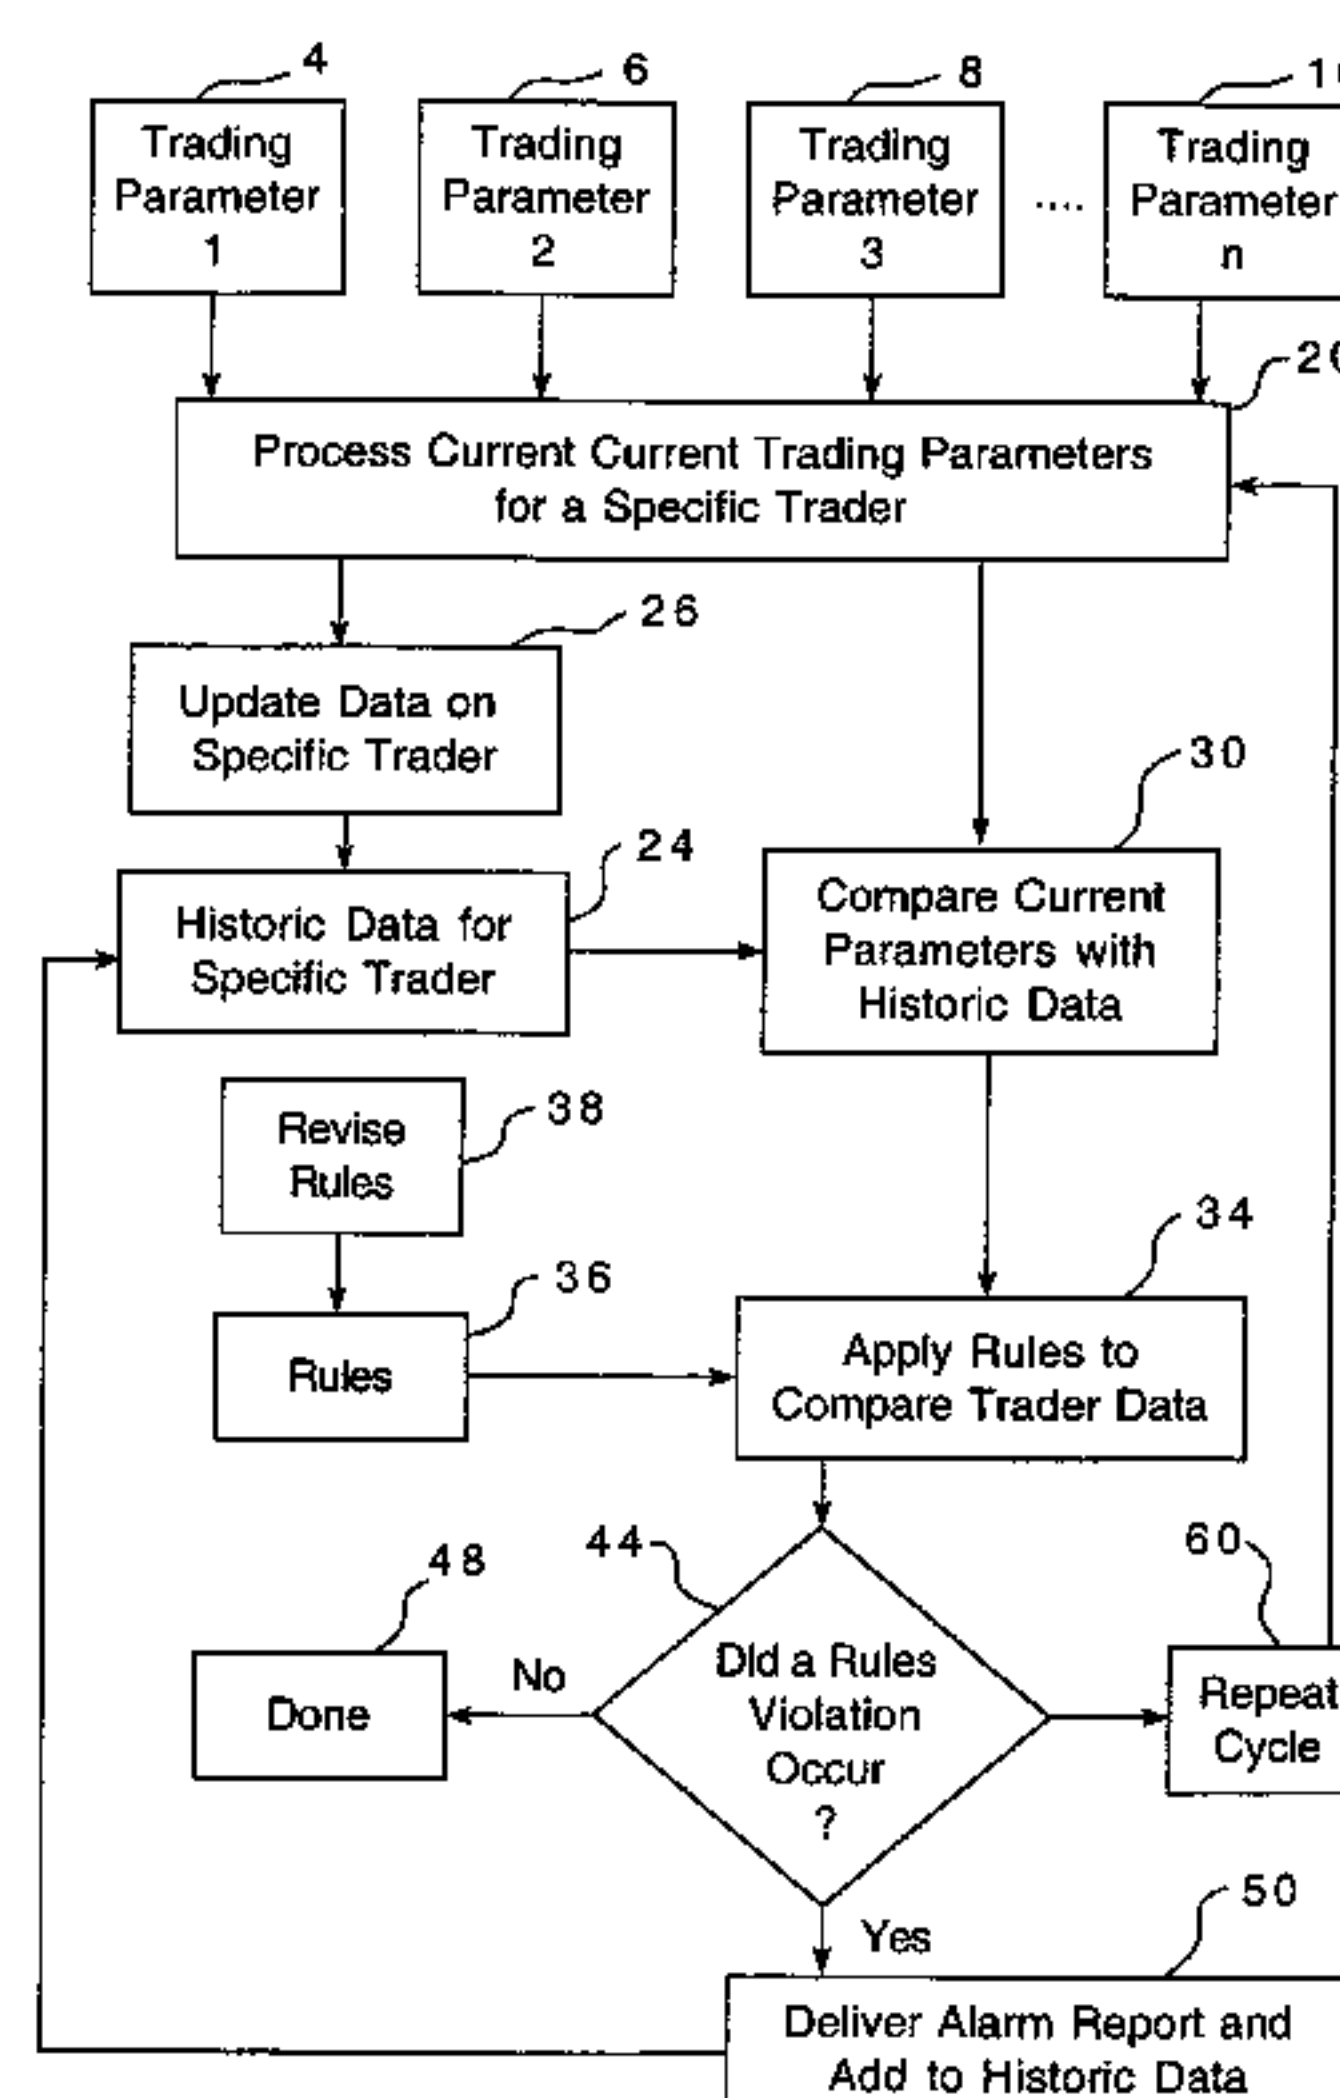 4
6
8
Trading
Parameter
1
Trading
Parameter
2
Trading
Parameter
3
....
Trading
Parameter
n
Process Current Current Trading Parameters
for a Specific Trader
26
Update Data on
Specific Trader
30
24
Historic Data for
Specific Trader
Compare Current
Parameters with
Historic Data
38
Revise
Rules
34
36
Rules
Apply Rules to
Compare Trader Data
44
60
48
Did a Rules
Violation
Occur
?
No
Done
Repeat
Cycle
Yes
50
Deliver Alarm Report and
Add to Historic Data